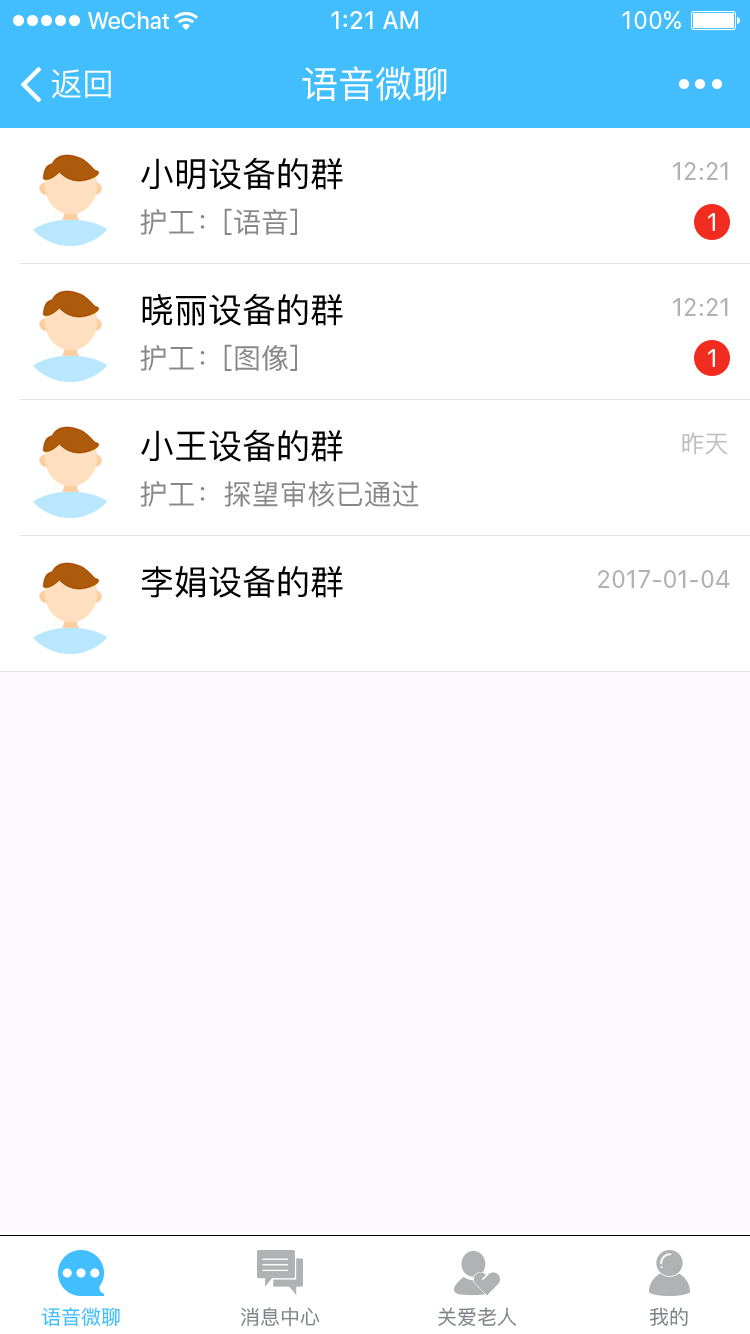 WeChat 1:21 AM 100%
返回 语音微聊
小明设备的群 12:21
护工:[语音] 1
晓丽设备的群 12:21
护工:[图像] 1
小王设备的群 昨天
护工:探望审核已通过
李娟设备的群 2017-01-04
语音微聊 消息中心 关爱老人 我的